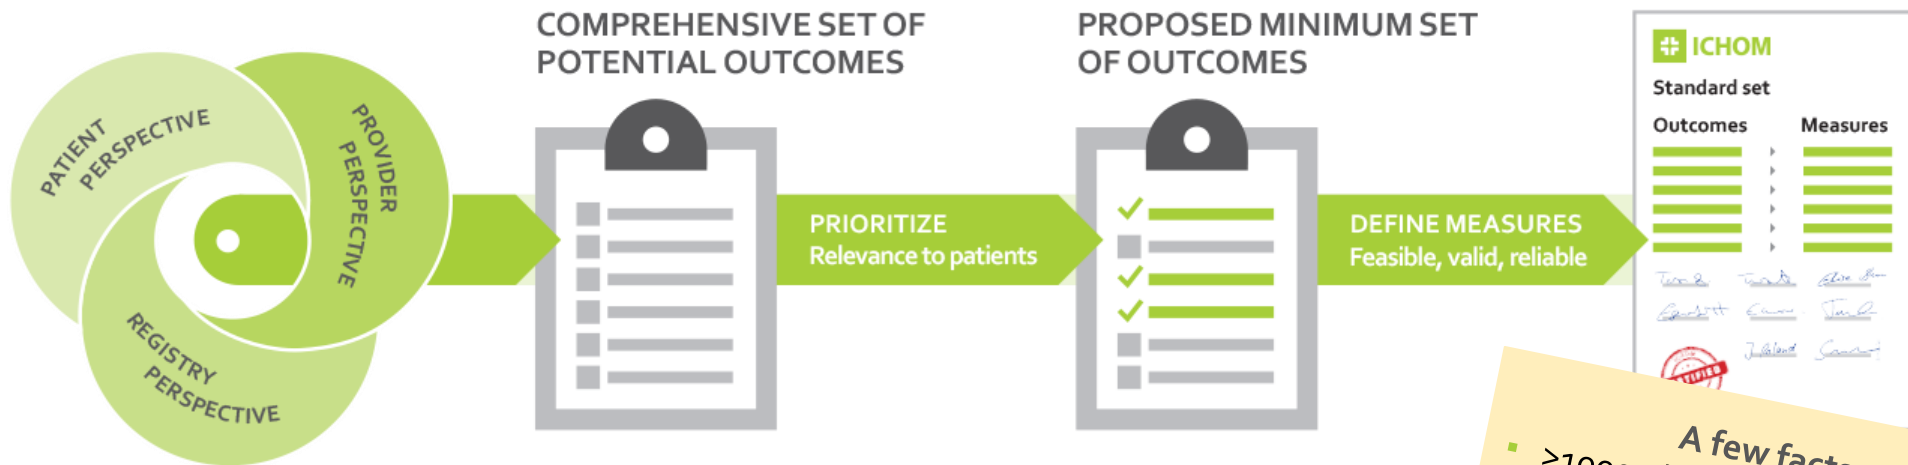 PATIENT
PERSPECTIVE
PROVIDER
PERSPECTIVE
REGISTRY
PERSPECTIVE
COMPREHENSIVE SET OF
POTENTIAL OUTCOMES
PRIORITIZE
Relevance to patients
PROPOSED MINIMUM SET
OF OUTCOMES
DEFINE MEASURES
Feasible, valid, reliable
ICHOM
Standard set
Outcomes Measures
A few facts